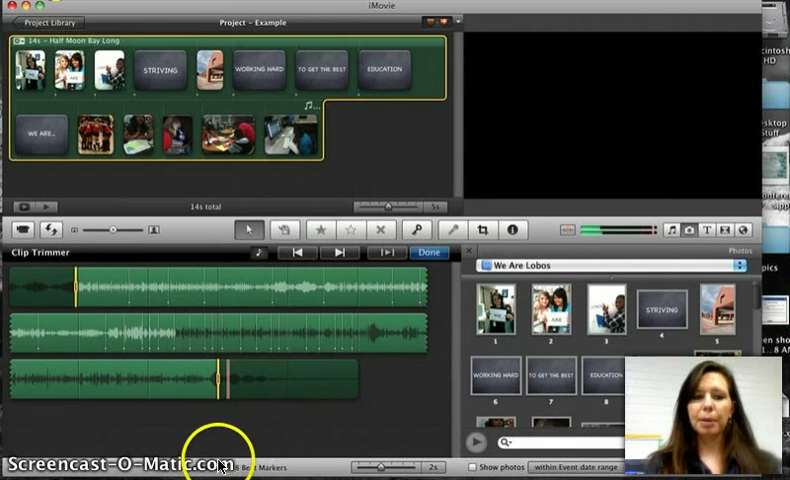 iMovie
Project Library
Project - Example
14s - Half Moon Bay Long
STRIVING
WORKING HARD
TO GET THE BEST
EDUCATION
WE ARE...
14s total
5s
Clip Trimmer
Done
Photos
We Are Lobos
STRIVING
1
2
3
4
5
WORKING HARD
TO GET THE BEST
EDUCATION
6
7
8
Beat Markers
2s
Show photos
within Event date range
Screencast-O-Matic.com
HD
Desktop
Stuff